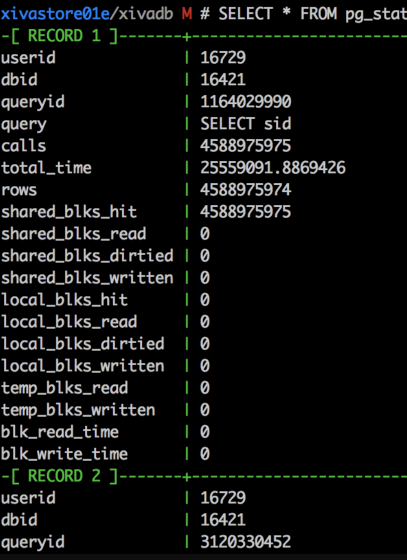 xivastore01e/xivadb M # SELECT * FROM pg_stat
-[ RECORD 1 ]-------+------------------------
userid | 16729
dbid | 16421
queryid | 1164029990
query | SELECT sid
calls | 4588975975
total_time | 25559091.8869426
rows | 4588975974
shared_blks_hit | 4588975975
shared_blks_read | 0
shared_blks_dirtied | 0
shared_blks_written | 0
local_blks_hit | 0
local_blks_read | 0
local_blks_dirtied | 0
local_blks_written | 0
temp_blks_read | 0
temp_blks_written | 0
blk_read_time | 0
blk_write_time | 0
-[ RECORD 2 ]-------+------------------------
userid | 16729
dbid | 16421
queryid | 3120330452